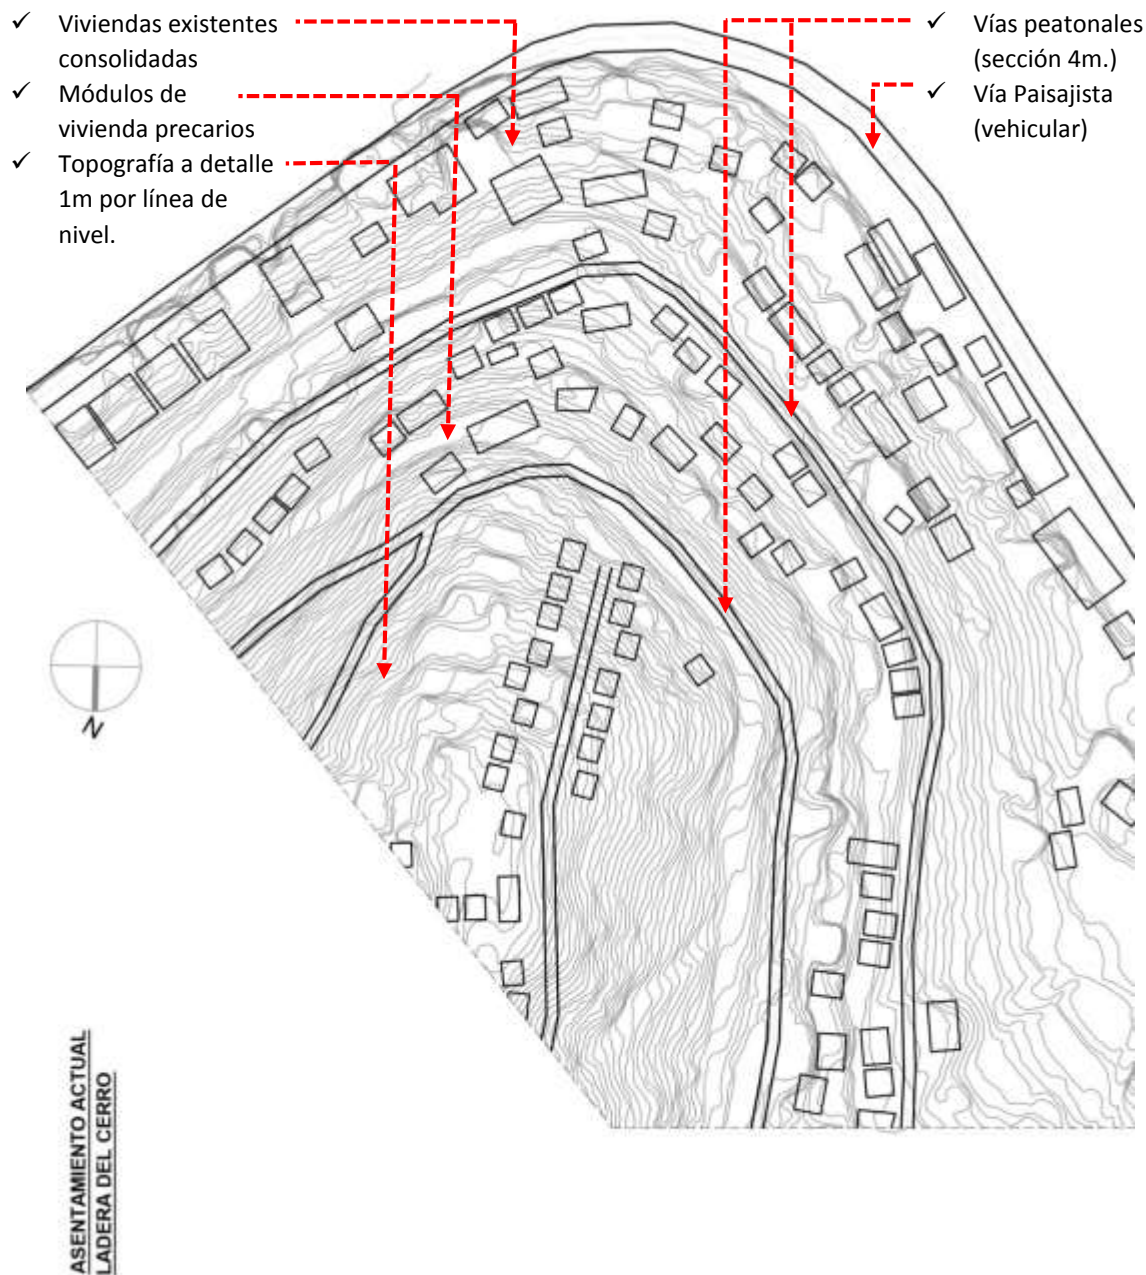 ✓ Viviendas existentes
consolidadas
✓ Módulos de
vivienda precarios
✓ Topografía a detalle
1m por línea de
nivel.
✓ Vías peatonales
(sección 4m.)
✓ Vía Paisajista
(vehicular)
N
ASENTAMIENTO ACTUAL
LADERA DEL CERRO